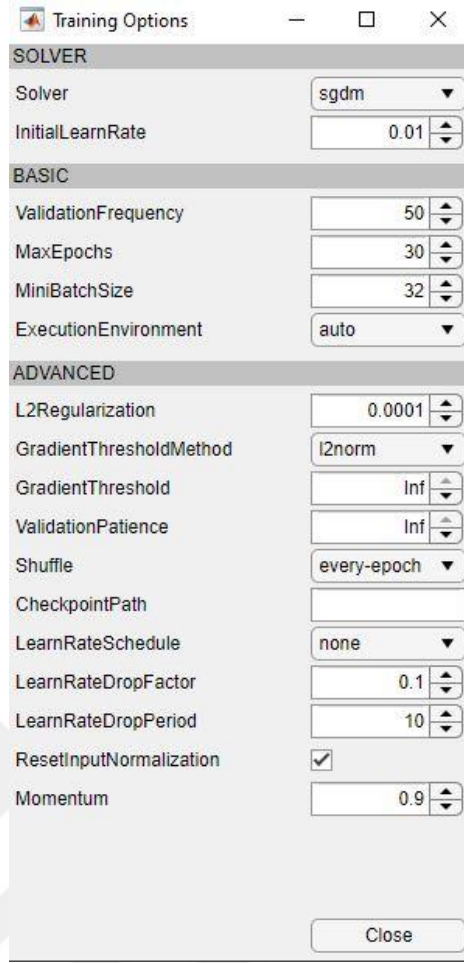 Training Options
SOLVER
Solver sgdm
InitialLearnRate 0.01
BASIC
ValidationFrequency 50
MaxEpochs 30
MiniBatchSize 32
ExecutionEnvironment auto
ADVANCED
L2Regularization 0.0001
GradientThresholdMethod l2norm
GradientThreshold Inf
ValidationPatience Inf
Shuffle every-epoch
CheckpointPath
LearnRateSchedule none
LearnRateDropFactor 0.1
LearnRateDropPeriod 10
ResetInputNormalization
Momentum 0.9
Close